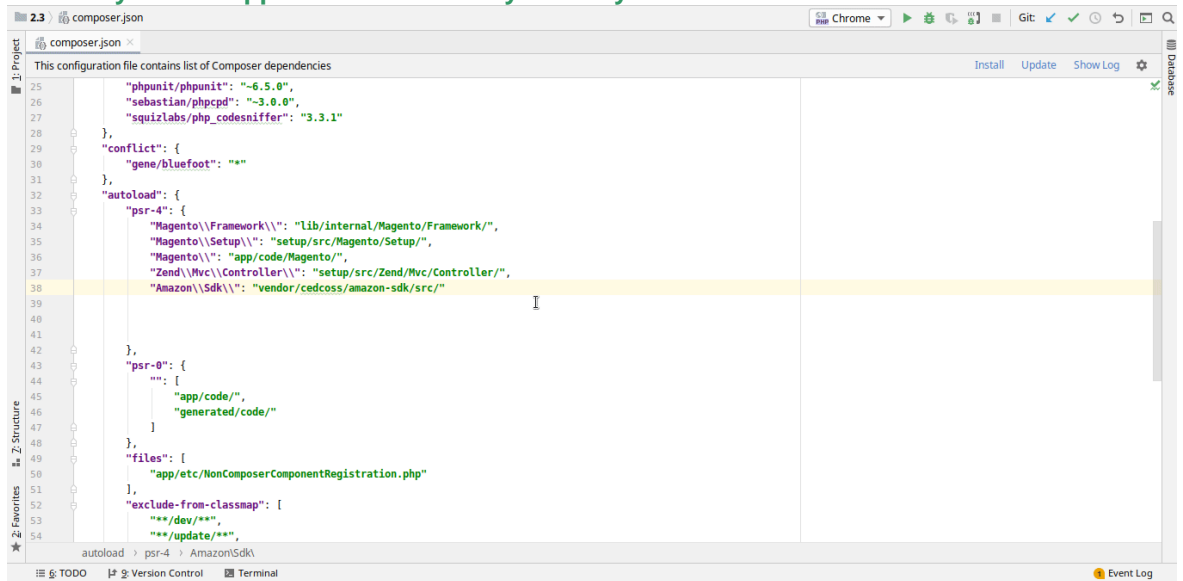 2.3 composer.json Chrome Git:
composer.json
This configuration file contains list of Composer dependencies Install Update Show Log
1: Project
Database
7: Structure
2: Favorites
25 "phpunit/phpunit": "~6.5.0",
26 "sebastian/phpcpd": "~3.0.0",
27 "squizlabs/php_codesniffer": "3.3.1"
28 },
29 "conflict": {
30 "gene/bluefoot": "*"
31 },
32 "autoload": {
33 "psr-4": {
34 "Magento\\Framework\\": "lib/internal/Magento/Framework/",
35 "Magento\\Setup\\": "setup/src/Magento/Setup/",
36 "Magento\\": "app/code/Magento/",
37 "Zend\\Mvc\\Controller\\": "setup/src/Zend/Mvc/Controller/",
38 "Amazon\\Sdk\\": "vendor/cedcoss/amazon-sdk/src/"
39
40
41
42 },
43 "psr-0": {
44 "": [
45 "app/code/",
46 "generated/code/"
47 ]
48 },
49 "files": [
50 "app/etc/NonComposerComponentRegistration.php"
51 ],
52 "exclude-from-classmap": [
53 "**/dev/**",
54 "**/update/**",
autoload › psr-4 › Amazon\Sdk\
6: TODO 9: Version Control Terminal 1 Event Log